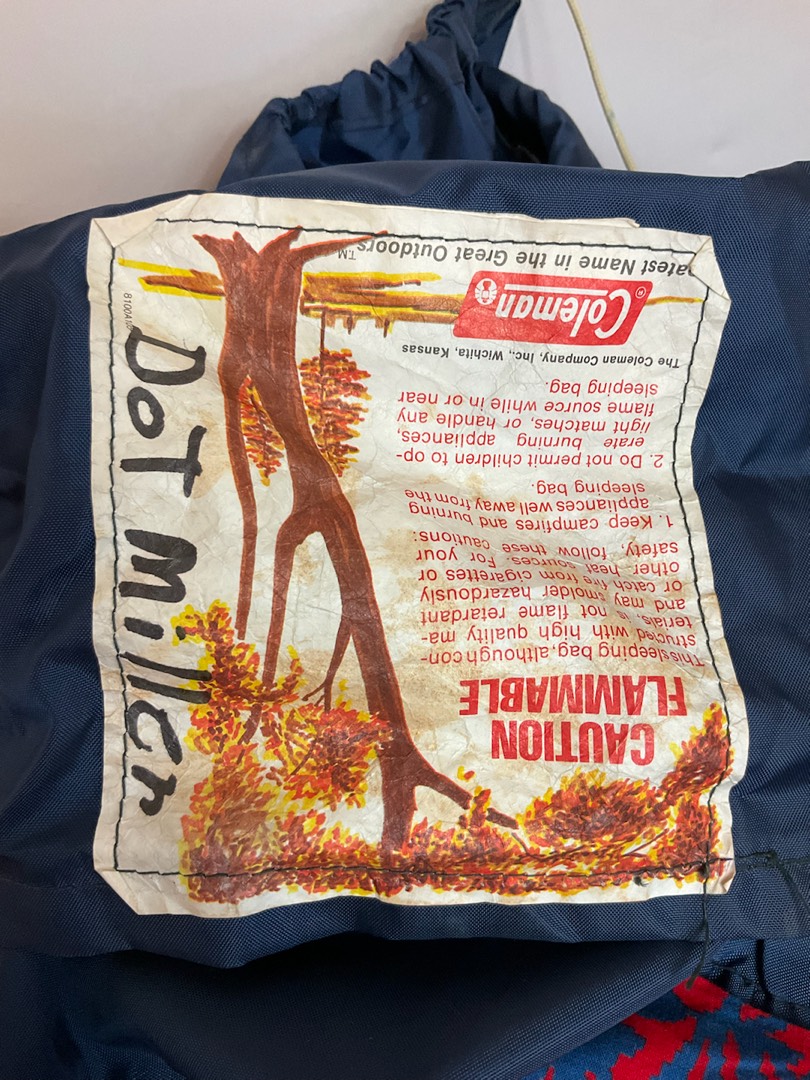 CAUTION
FLAMMABLE
This sleeping bag, although con-
structed with high quality ma-
terials, is not flame retardant
and may smolder hazardously
or catch fire from cigarettes or
other heat sources. For your
safety, follow these cautions:
1. Keep campfires and burning
appliances well away from the
sleeping bag.
2. Do not permit children to op-
erate burning appliances,
light matches, or handle any
flame source while in or near
sleeping bag.
The Coleman Company, Inc., Wichita, Kansas
Coleman®
atest Name in the Great Outdoors™
DoT Miller